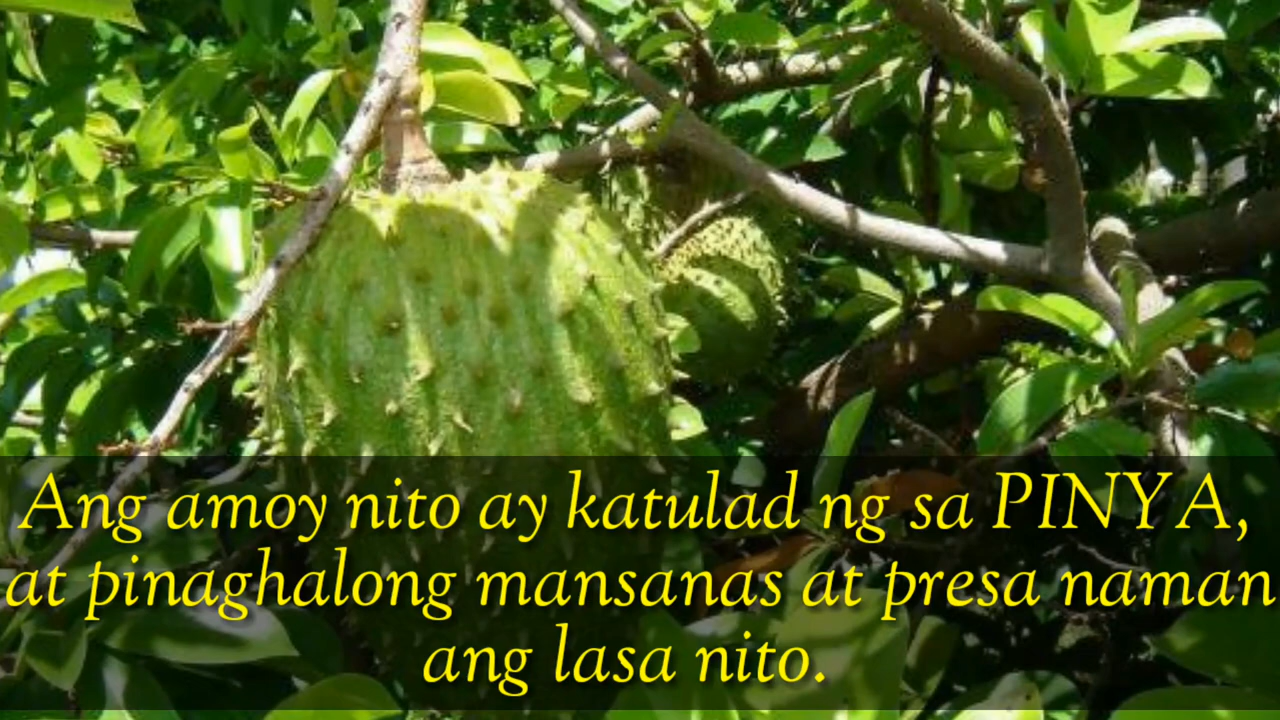 Ang amoy nito ay katulad ng sa PINYA,
at pinaghalong mansanas at presa naman
ang lasa nito.